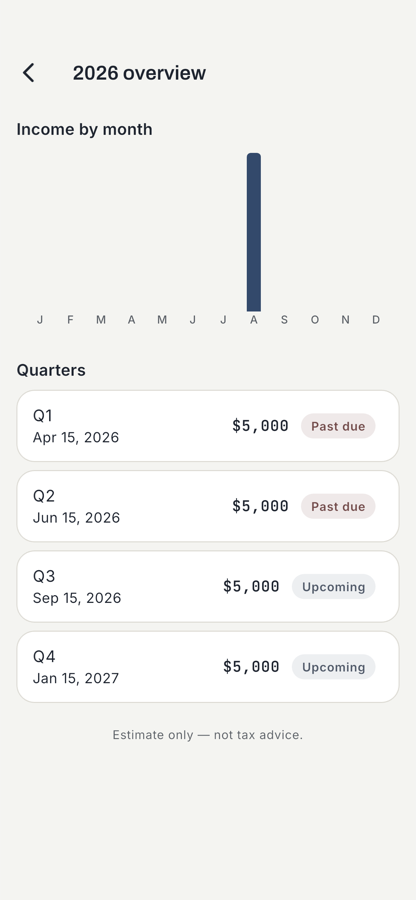 2026 overview
Income by month
J F M A M J J A S O N D
Quarters
Q1
Apr 15, 2026
$5,000
Past due
Q2
Jun 15, 2026
$5,000
Past due
Q3
Sep 15, 2026
$5,000
Upcoming
Q4
Jan 15, 2027
$5,000
Upcoming
Estimate only — not tax advice.